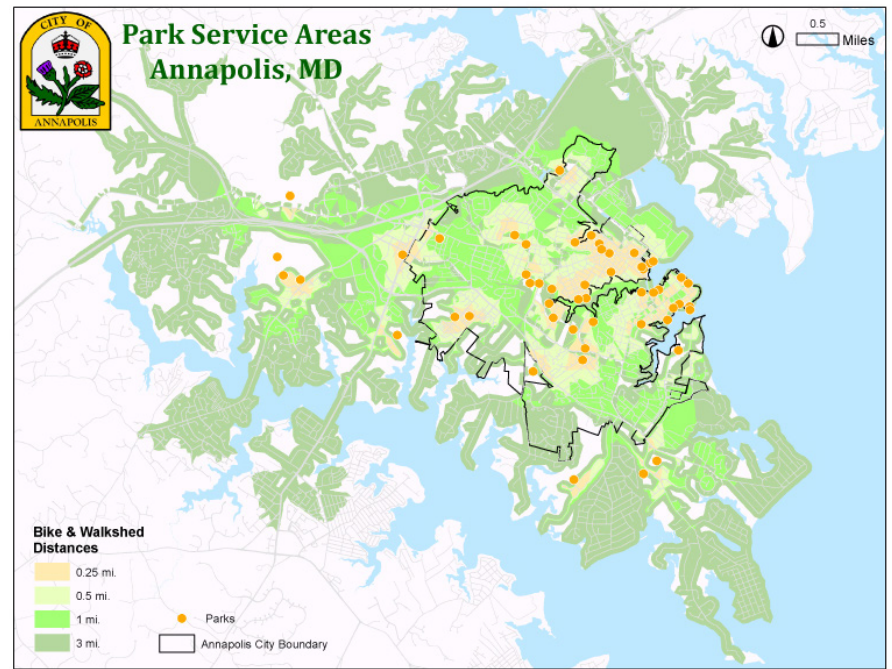 CITY OF
ANNAPOLIS
Park Service Areas
Annapolis, MD
0.5
Miles
Bike & Walkshed
Distances
0.25 mi.
0.5 mi.
1 mi.
3 mi.
Parks
Annapolis City Boundary